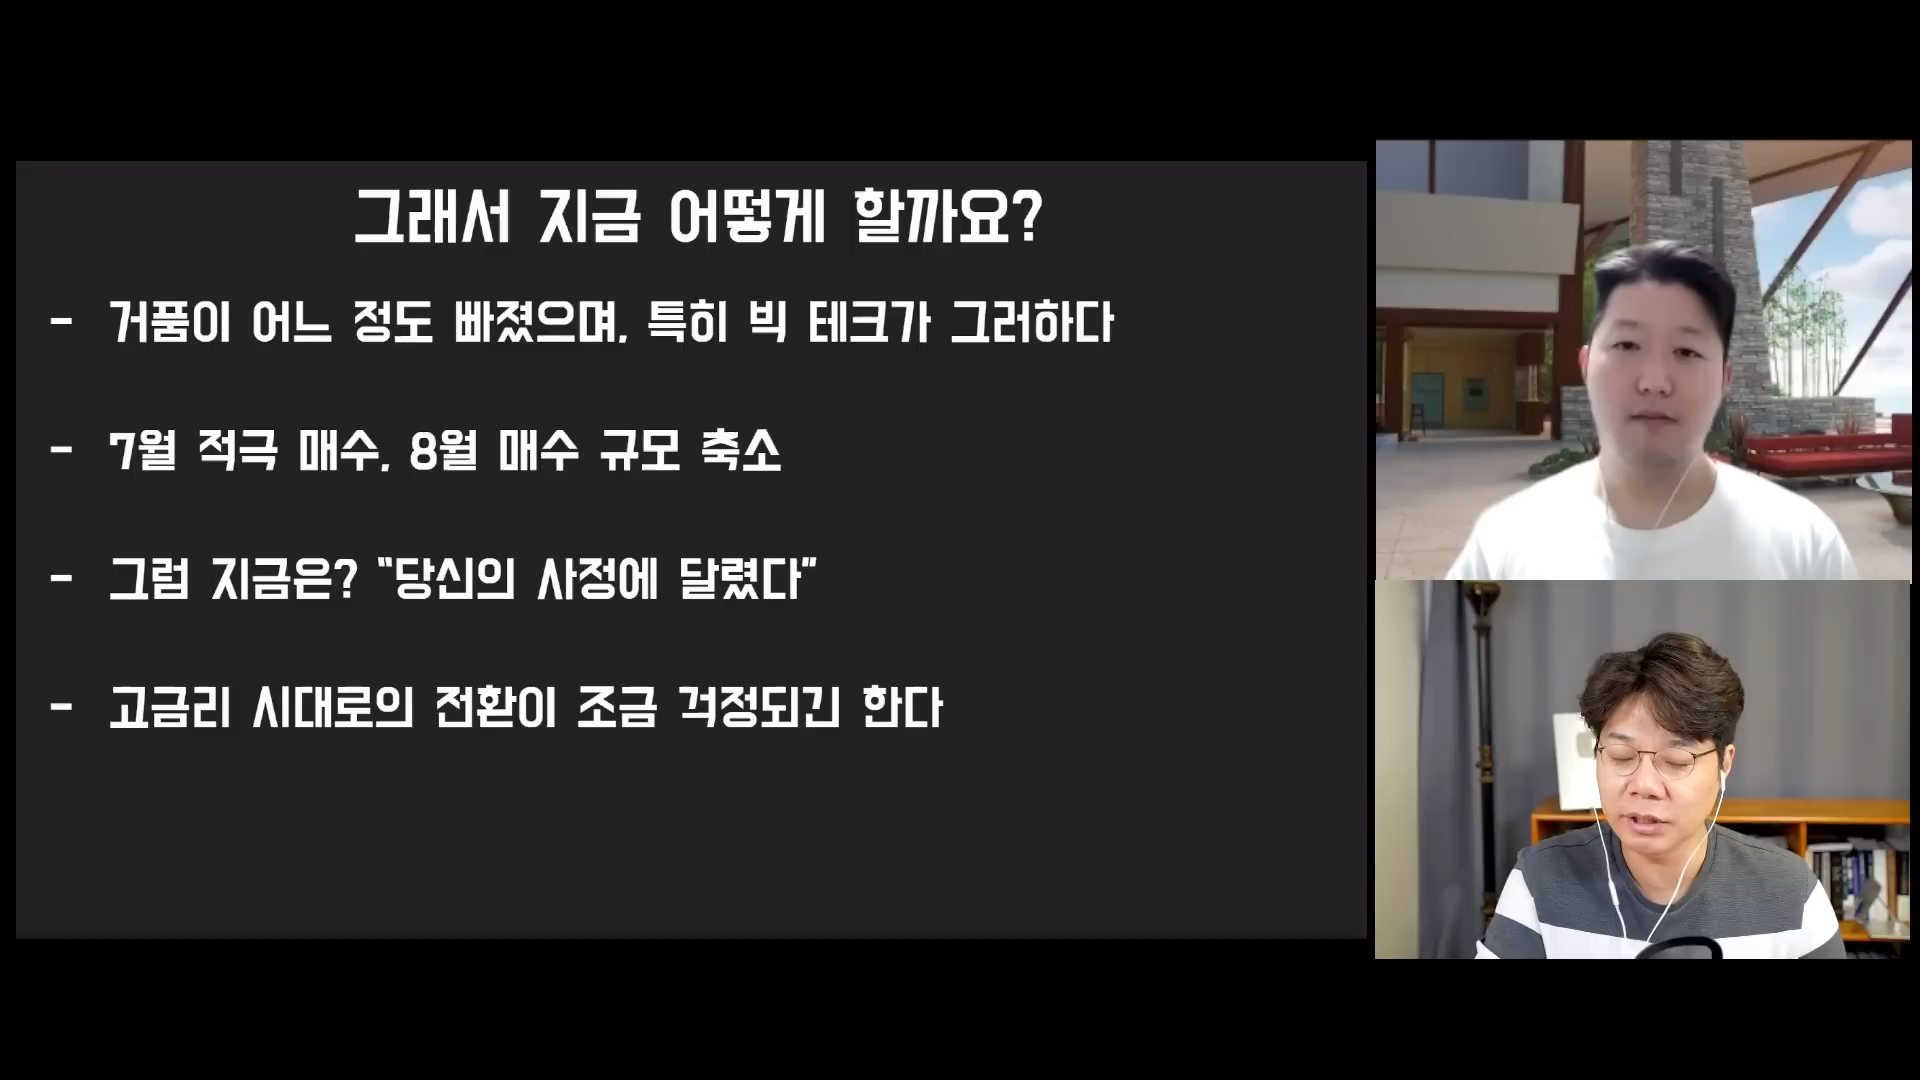 그래서 지금 어떻게 할까요?
- 거품이 어느 정도 빠졌으며, 특히 빅 테크가 그러하다
- 7월 적극 매수, 8월 매수 규모 축소
- 그럼 지금은? "당신의 사정에 달렸다"
- 고금리 시대로의 전환이 조금 걱정되긴 한다